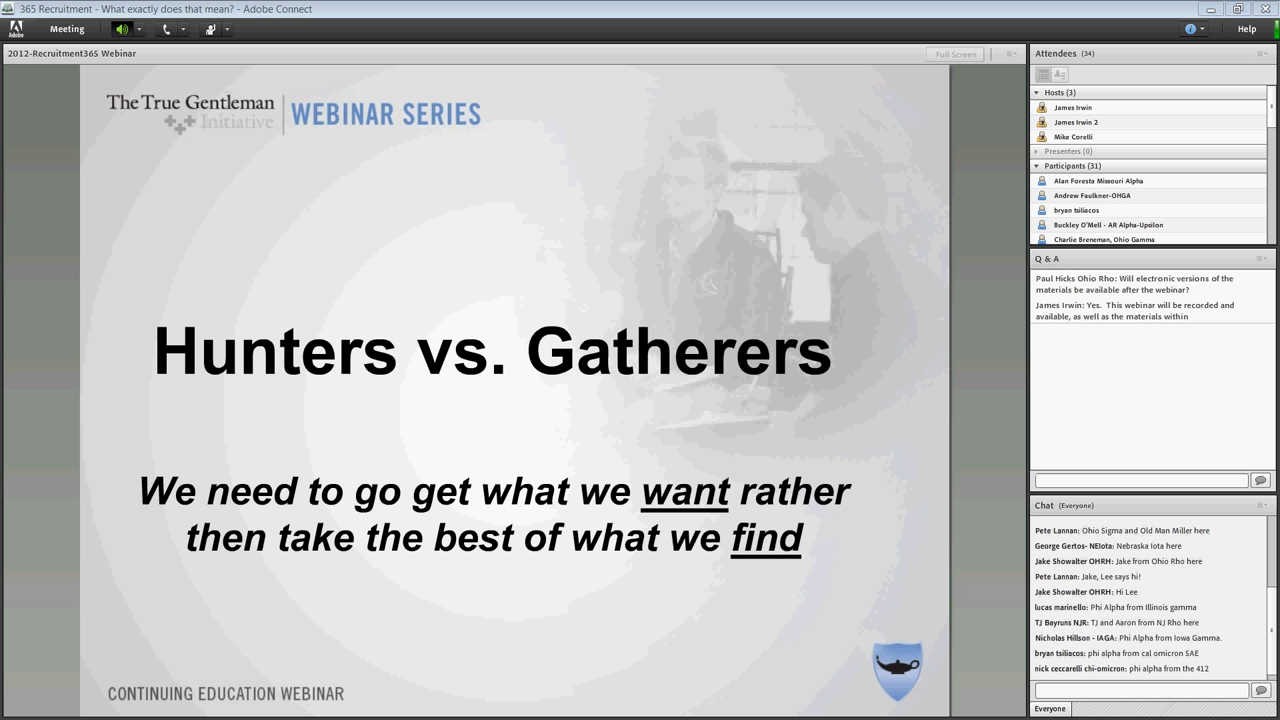 365 Recruitment - What exactly does that mean? - Adobe Connect
Adobe
Meeting
Help
2012-Recruitment365 Webinar
Full Screen
The True Gentleman
Initiative
WEBINAR SERIES
Hunters vs. Gatherers
We need to go get what we want rather
then take the best of what we find
CONTINUING EDUCATION WEBINAR
Attendees (34)
Hosts (3)
James Irwin
James Irwin 2
Mike Corelli
Presenters (0)
Participants (31)
Alan Foresta Missouri Alpha
Andrew Faulkner-OHGA
bryan tsiliacos
Buckley O'Mell - AR Alpha-Upsilon
Charlie Breneman, Ohio Gamma
Q & A
Paul Hicks Ohio Rho: Will electronic versions of the
materials be available after the webinar?
James Irwin: Yes. This webinar will be recorded and
available, as well as the materials within
Chat (Everyone)
Pete Lannan: Ohio Sigma and Old Man Miller here
George Gertos- NEIota: Nebraska Iota here
Jake Showalter OHRH: Jake from Ohio Rho here
Pete Lannan: Jake, Lee says hi!
Jake Showalter OHRH: Hi Lee
lucas marinello: Phi Alpha from Illinois gamma
TJ Bayruns NJR: TJ and Aaron from NJ Rho here
Nicholas Hillson - IAGA: Phi Alpha from Iowa Gamma.
bryan tsiliacos: phi alpha from cal omicron SAE
nick ceccarelli chi-omicron: phi alpha from the 412
Everyone